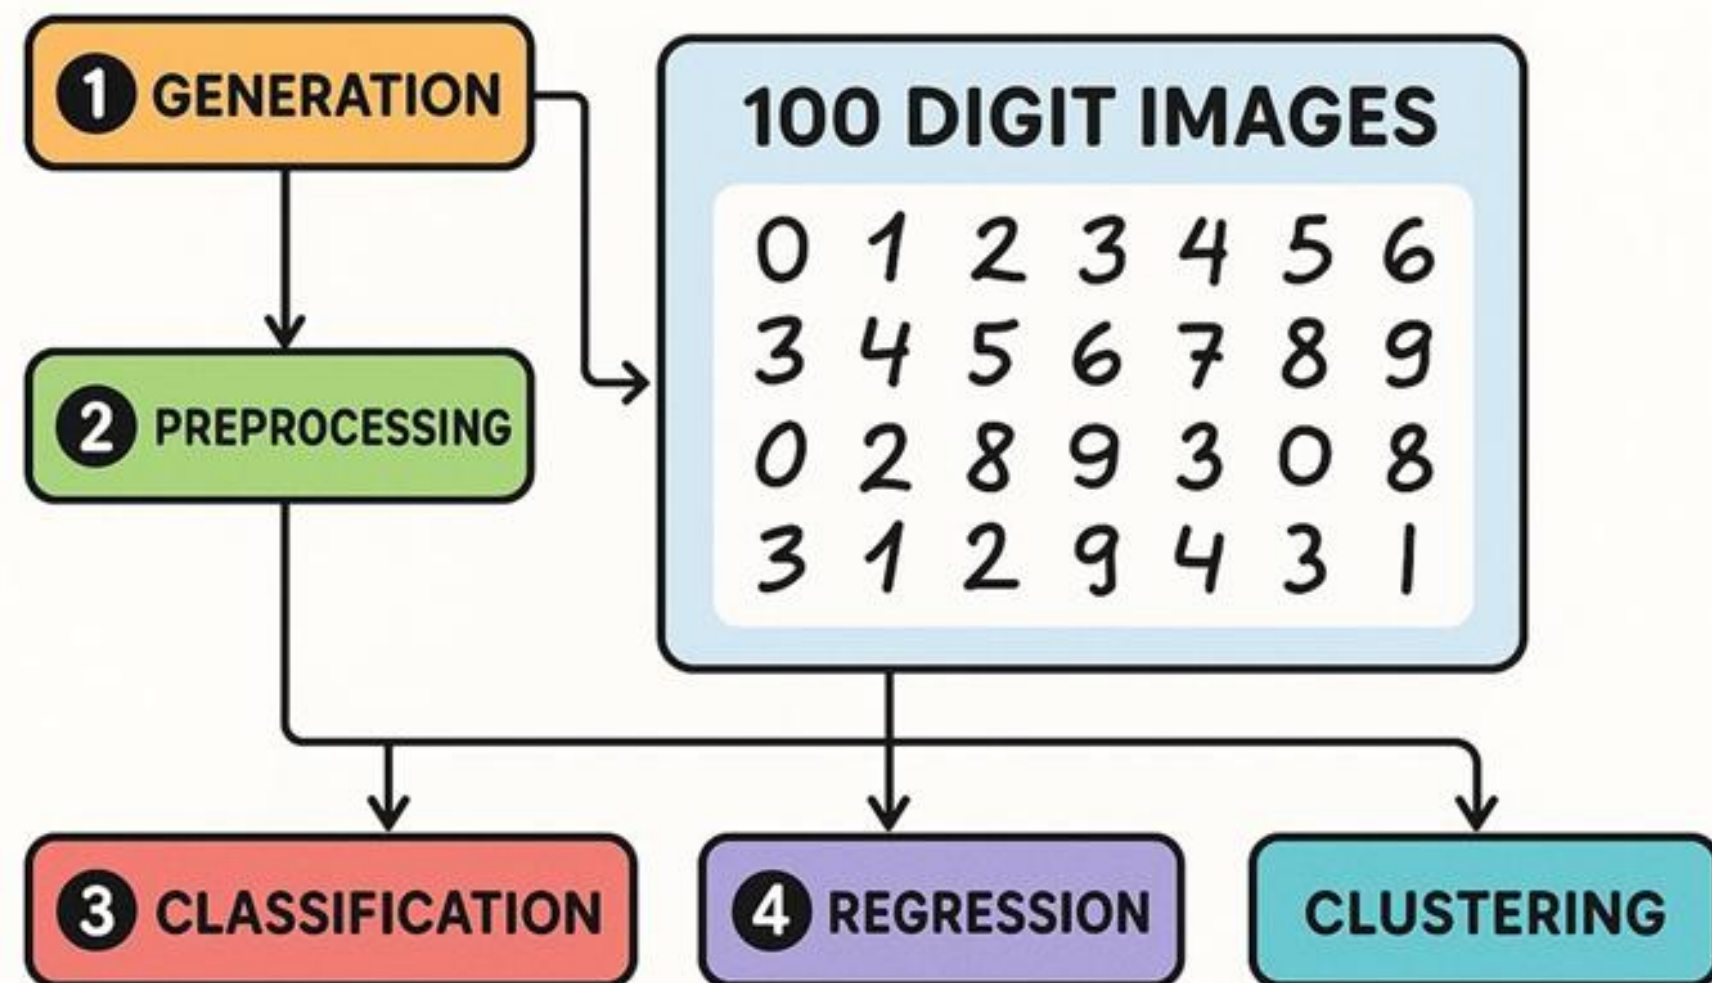 1 GENERATION
100 DIGIT IMAGES
0 1 2 3 4 5 6
3 4 5 6 7 8 9
0 2 8 9 3 0 8
3 1 2 9 4 3 1
2 PREPROCESSING
3 CLASSIFICATION
4 REGRESSION
CLUSTERING